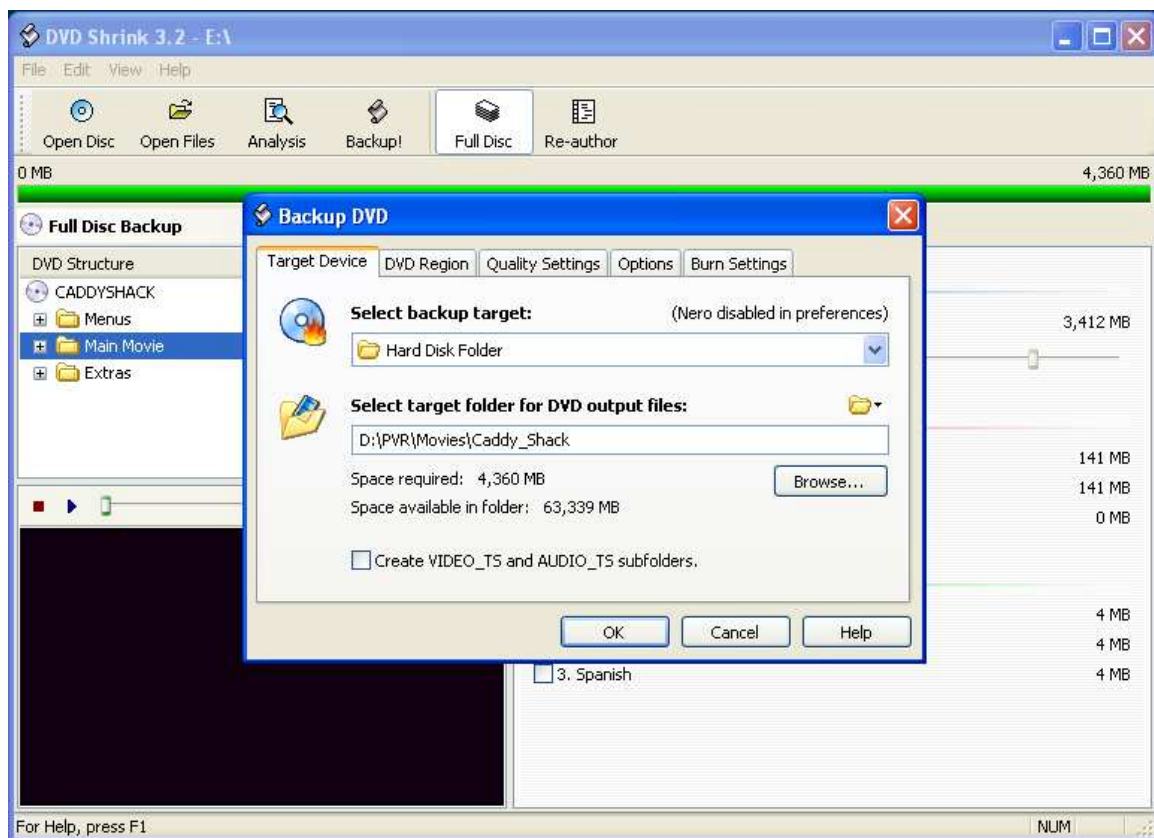 DVD Shrink 3.2 - E:\
File Edit View Help
Open Disc Open Files Analysis Backup! Full Disc Re-author
0 MB 4,360 MB
Full Disc Backup
DVD Structure
CADDYSHACK
Menus
Main Movie
Extras
Backup DVD
Target Device DVD Region Quality Settings Options Burn Settings
Select backup target: (Nero disabled in preferences)
Hard Disk Folder
Select target folder for DVD output files:
D:\PVR\Movies\Caddy_Shack
Space required: 4,360 MB
Browse...
Space available in folder: 63,339 MB
Create VIDEO_TS and AUDIO_TS subfolders.
OK Cancel Help
3,412 MB
141 MB
141 MB
0 MB
4 MB
4 MB
3. Spanish 4 MB
For Help, press F1 NUM